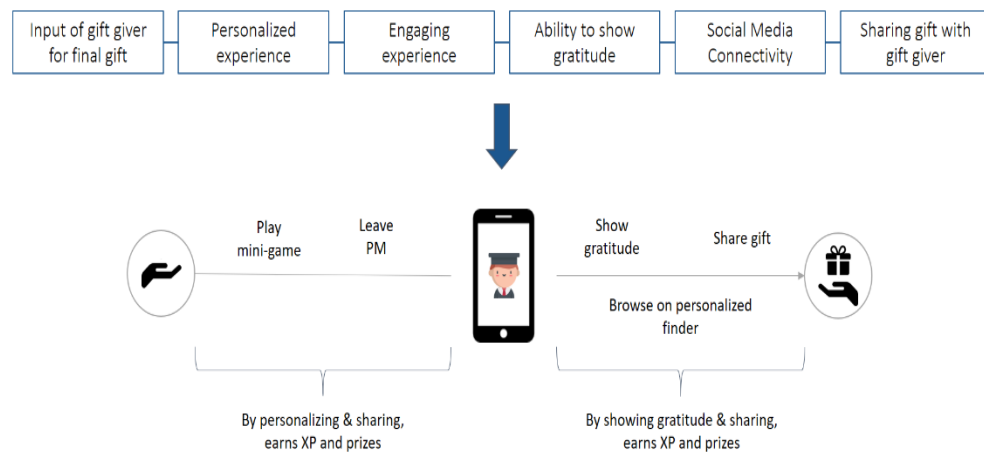 Input of gift giver
for final gift
Personalized
experience
Engaging
experience
Ability to show
gratitude
Social Media
Connectivity
Sharing gift with
gift giver
Play
mini-game
Leave
PM
Show
gratitude
Share gift
Browse on personalized
finder
By personalizing & sharing,
earns XP and prizes
By showing gratitude & sharing,
earns XP and prizes